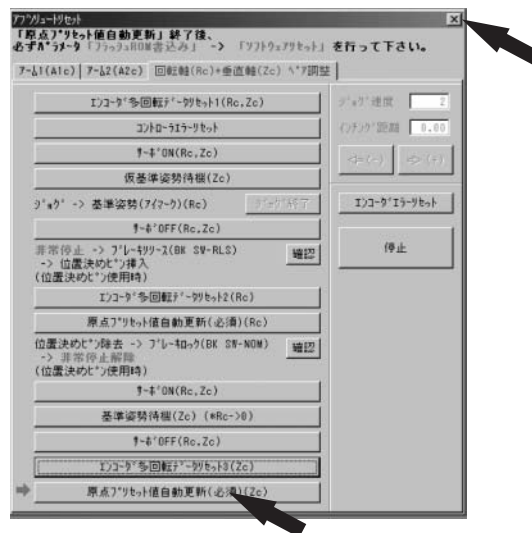 アブソリュートリセット
「原点プリセット値自動更新」終了後、
必ずパラメータ「フラッシュROM書込み」 -> 「ソフトウェアリセット」 を行って下さい。
アーム1(A1c) アーム2(A2c) 回転軸(Rc)+垂直軸(Zc) ペア調整
エンコーダ多回転データリセット1(Rc,Zc)
コントローラエラーリセット
サーボON(Rc,Zc)
仮基準姿勢待機(Zc)
ジョグ -> 基準姿勢(アイマーク)(Rc) ジョグ終了
サーボOFF(Rc,Zc)
非常停止 -> ブレーキリリース(BK SW-RLS)
-> 位置決めピン挿入
(位置決めピン使用時)
確認
エンコーダ多回転データリセット2(Rc)
原点プリセット値自動更新(必須)(Rc)
位置決めピン除去 -> ブレーキロック(BK SW-NOM)
-> 非常停止解除
(位置決めピン使用時)
確認
サーボON(Rc,Zc)
基準姿勢待機(Zc) (*Rc->0)
サーボOFF(Rc,Zc)
エンコーダ多回転データリセット3(Zc)
原点プリセット値自動更新(必須)(Zc)
ジョグ速度 2
インチング距離 0.00
<=(-) =>(+)
エンコーダエラーリセット
停止